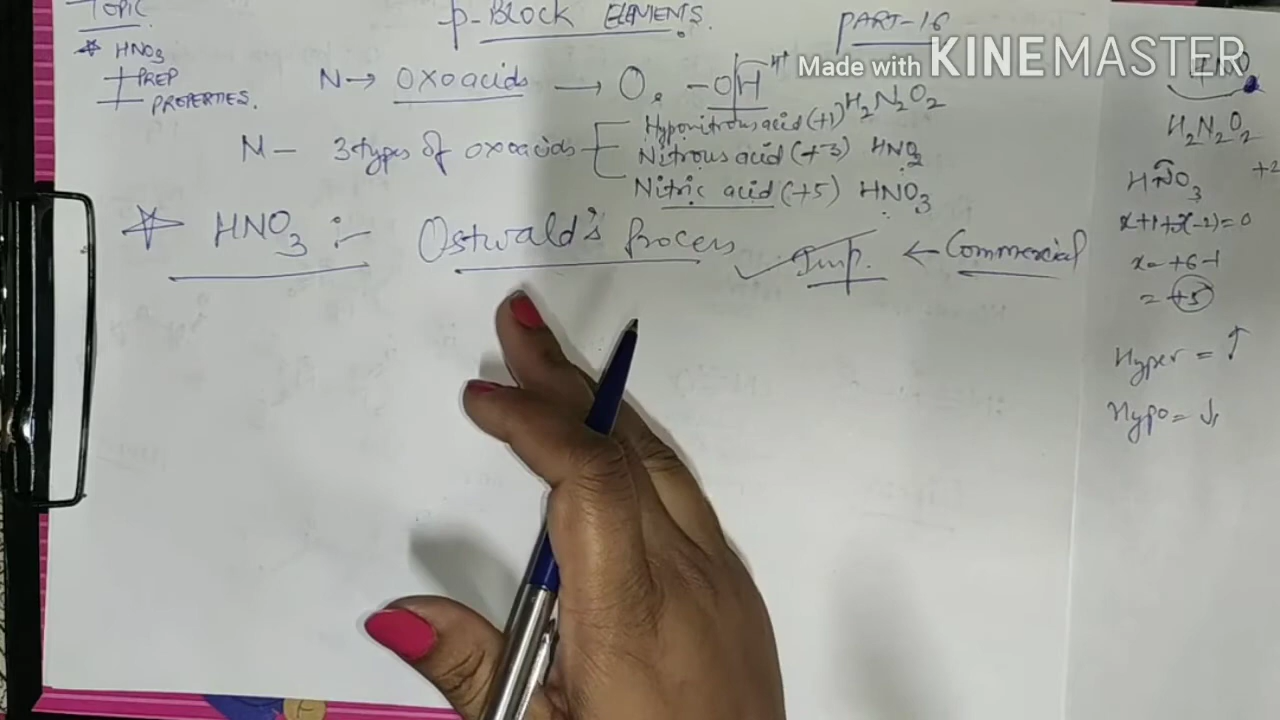 TOPIC
p-BLOCK ELEMENTS.
PART-16
* HNO3
PREP
PROPERTIES.
Made with KINEMASTER
N → oxoacids → O, -OH H+
N - 3 types of oxoacids
Hyponitrous acid (+1) H2N2O2
Nitrous acid (+3) HNO2
Nitric acid (+5) HNO3
* HNO3 :- Ostwald's Process ✓ Imp. ← Commercial
H2N2O2
HNO3 +2
x+1+3(-2)=0
x = +6-1
= +5
Hyper = ↑
Hypo = ↓